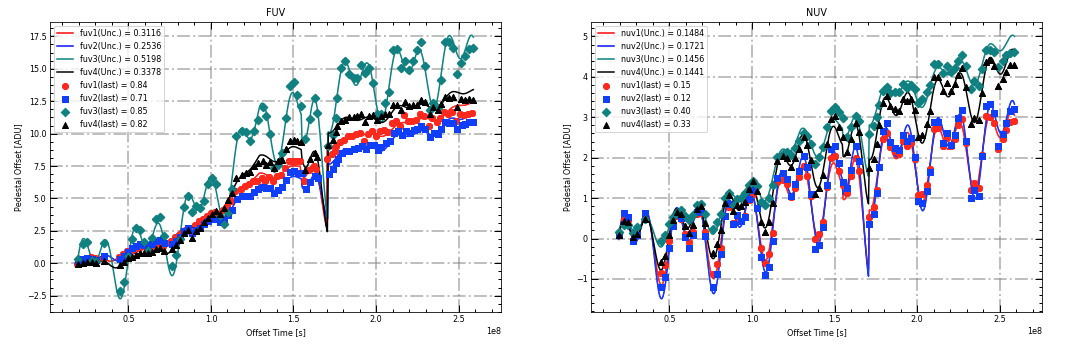 FUV
fuv1(Unc.) = 0.3116
fuv2(Unc.) = 0.2536
fuv3(Unc.) = 0.5198
fuv4(Unc.) = 0.3378
fuv1(last) = 0.84
fuv2(last) = 0.71
fuv3(last) = 0.85
fuv4(last) = 0.82
Pedestal Offset [ADU]
17.5
15.0
12.5
10.0
7.5
5.0
2.5
0.0
−2.5
0.5
1.0
1.5
2.0
2.5
1e8
Offset Time [s]
NUV
nuv1(Unc.) = 0.1484
nuv2(Unc.) = 0.1721
nuv3(Unc.) = 0.1456
nuv4(Unc.) = 0.1441
nuv1(last) = 0.15
nuv2(last) = 0.12
nuv3(last) = 0.40
nuv4(last) = 0.33
Pedestal Offset [ADU]
5
4
3
2
1
0
−1
0.5
1.0
1.5
2.0
2.5
1e8
Offset Time [s]